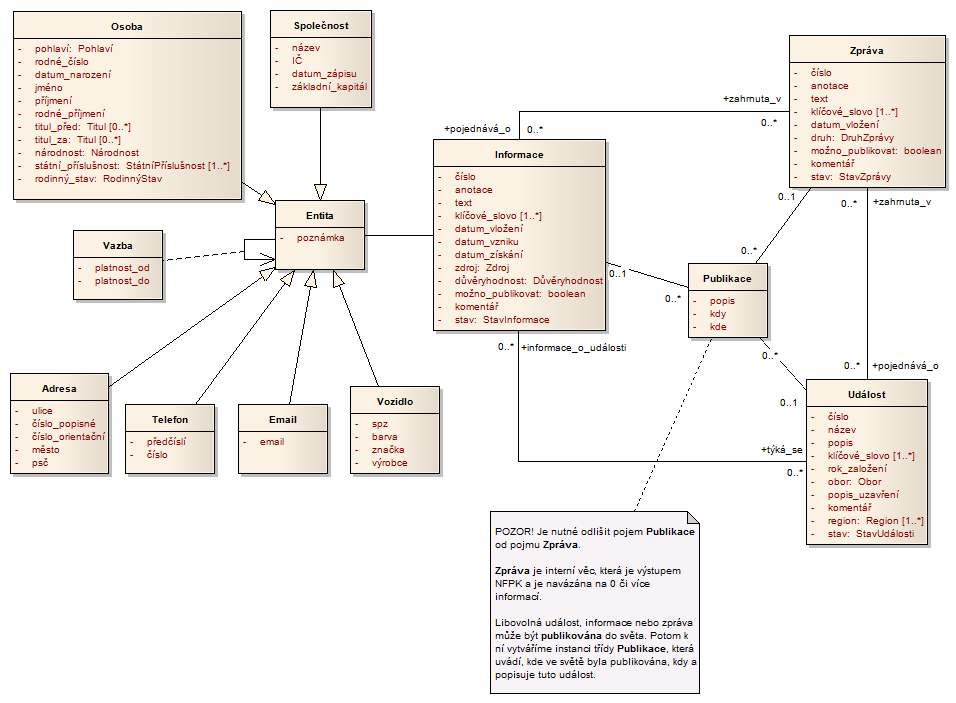 Osoba
- pohlaví: Pohlaví
- rodné_číslo
- datum_narození
- jméno
- příjmení
- rodné_příjmení
- titul_před: Titul [0..*]
- titul_za: Titul [0..*]
- národnost: Národnost
- státní_příslušnost: StátníPříslušnost [1..*]
- rodinný_stav: RodinnýStav
Společnost
- název
- IČ
- datum_zápisu
- základní_kapitál
Zpráva
- číslo
- anotace
- text
- klíčové_slovo [1..*]
- datum_vložení
- druh: DruhZprávy
- možno_publikovat: boolean
- komentář
- stav: StavZprávy
+zahrnuta_v
0..*
+pojednává_o
0..*
Informace
- číslo
- anotace
- text
- klíčové_slovo [1..*]
- datum_vložení
- datum_vzniku
- datum_získání
- zdroj: Zdroj
- důvěryhodnost: Důvěryhodnost
- možno_publikovat: boolean
- komentář
- stav: StavInformace
Entita
- poznámka
Vazba
- platnost_od
- platnost_do
0..1
0..*
+zahrnuta_v
0..*
0..1
0..*
Publikace
- popis
- kdy
- kde
0..*
+informace_o_události
0..*
0..1
0..*
+pojednává_o
Adresa
- ulice
- číslo_popisné
- číslo_orientační
- město
- psč
Telefon
- předčíslí
- číslo
Email
- email
Vozidlo
- spz
- barva
- značka
- výrobce
Událost
- číslo
- název
- popis
- klíčové_slovo [1..*]
- rok_založení
- obor: Obor
- popis_uzavření
- komentář
- region: Region [1..*]
- stav: StavUdálosti
+týká_se
0..*
POZOR! Je nutné odlišit pojem Publikace
od pojmu Zpráva.
Zpráva je interní věc, která je výstupem
NFPK a je navázána na 0 či více
informací.
Libovolná událost, informace nebo zpráva
může být publikována do světa. Potom k
ní vytváříme instanci třídy Publikace, která
uvádí, kde ve světě byla publikována, kdy a
popisuje tuto událost.